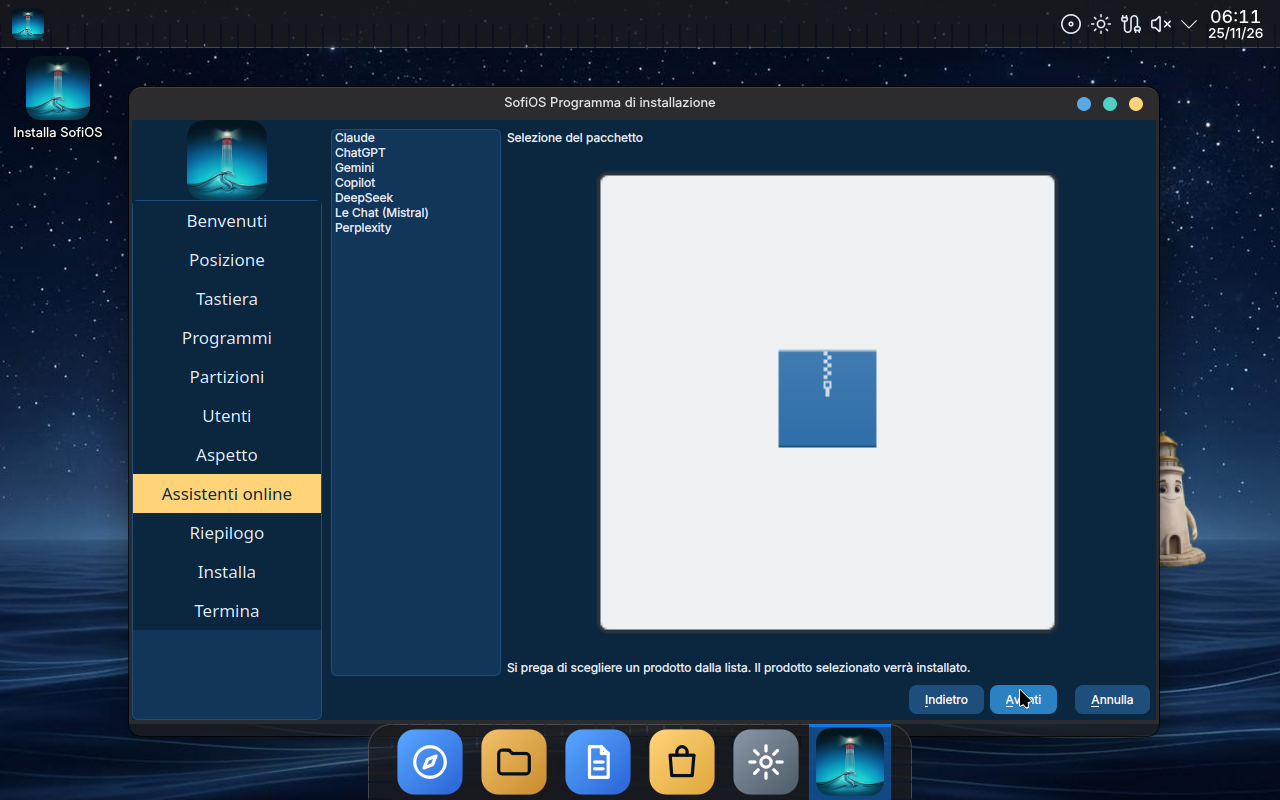 06:11
25/11/26
Installa SofiOS
SofiOS Programma di installazione
Benvenuti
Posizione
Tastiera
Programmi
Partizioni
Utenti
Aspetto
Assistenti online
Riepilogo
Installa
Termina
Claude
ChatGPT
Gemini
Copilot
DeepSeek
Le Chat (Mistral)
Perplexity
Selezione del pacchetto
Si prega di scegliere un prodotto dalla lista. Il prodotto selezionato verrà installato.
Indietro
Annulla